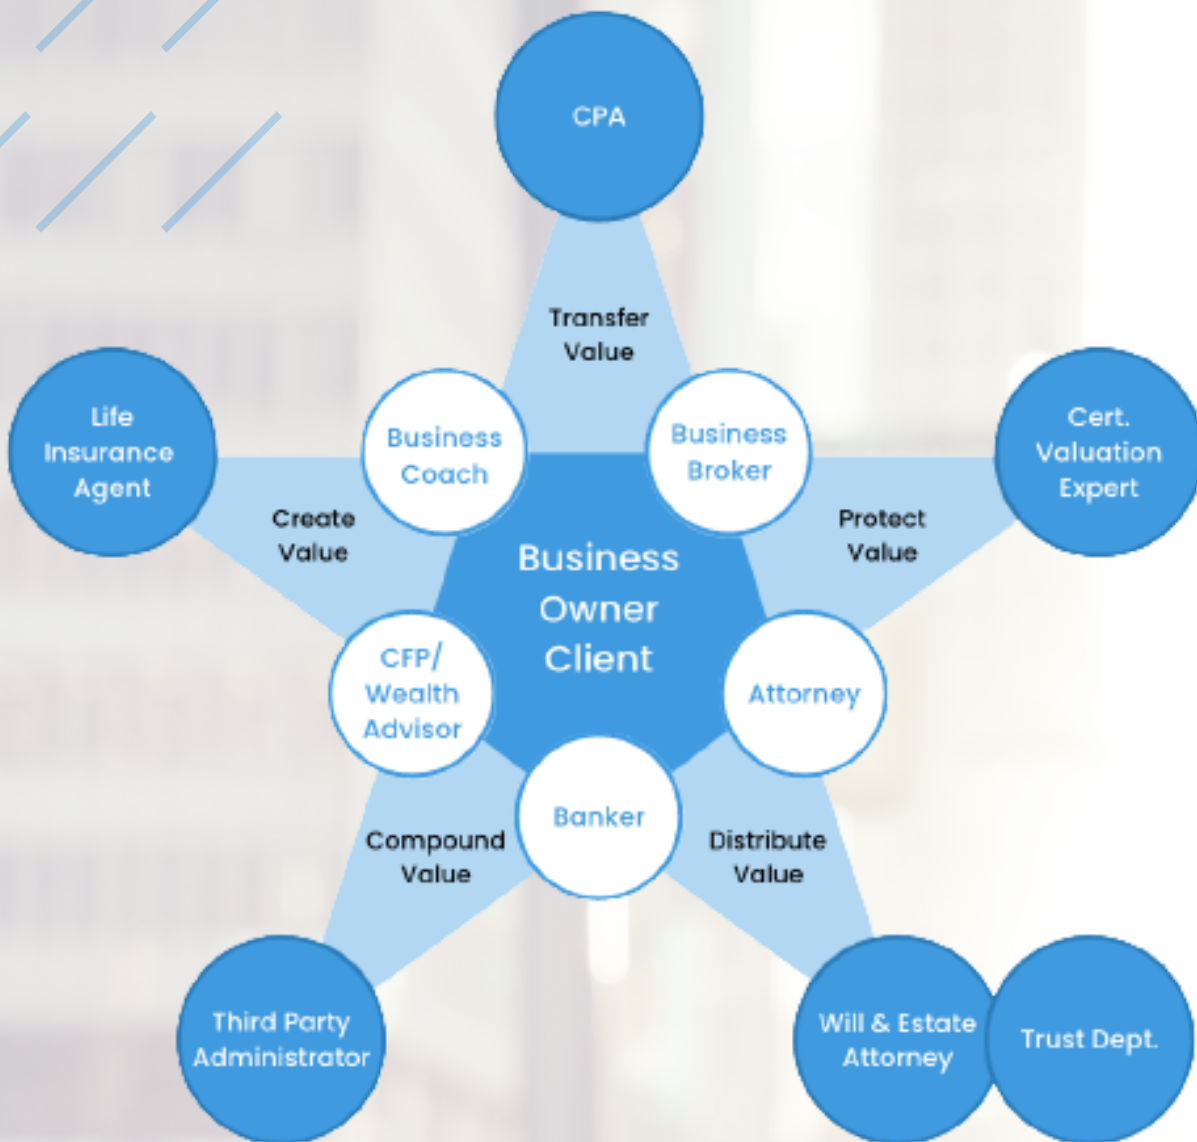 CPA
Transfer
Value
Life
Insurance
Agent
Business
Coach
Business
Broker
Cert.
Valuation
Expert
Create
Value
Protect
Value
Business
Owner
Client
CFP/
Wealth
Advisor
Attorney
Banker
Compound
Value
Distribute
Value
Third Party
Administrator
Will & Estate
Attorney
Trust Dept.